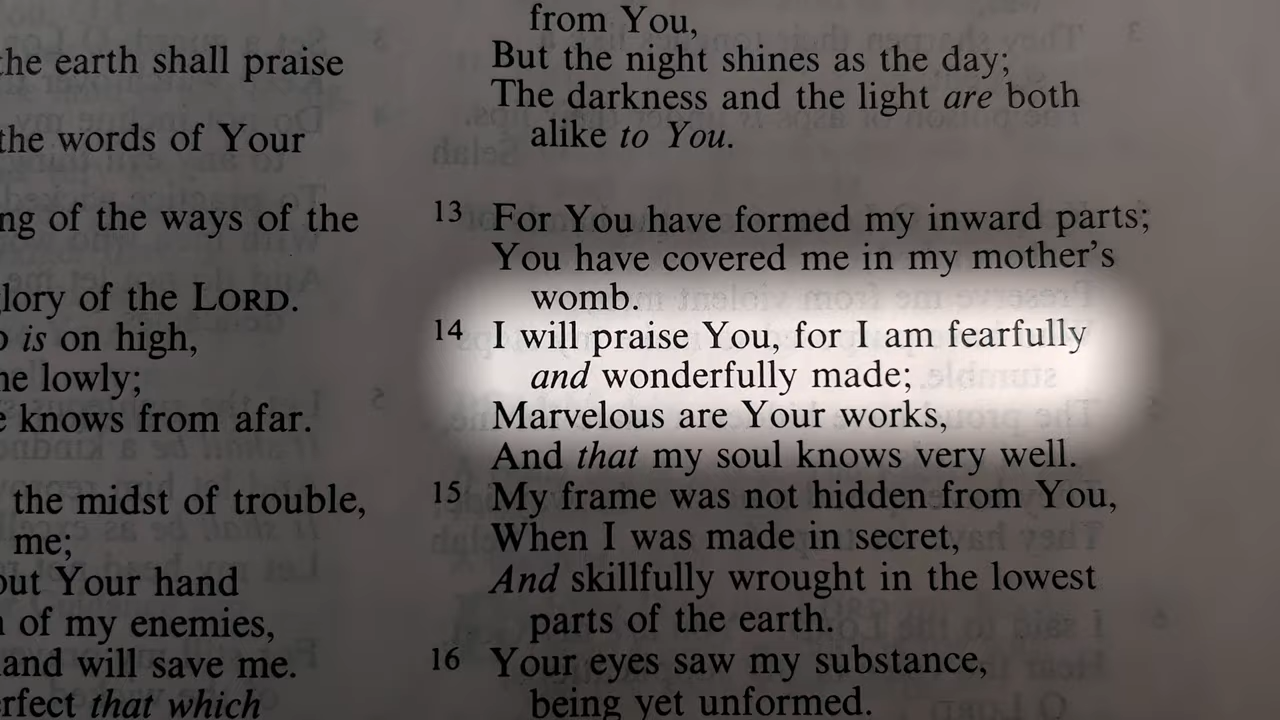 the earth shall praise
the words of Your
of the ways of the
of the LORD.
is on high,
lowly;
knows from afar.
the midst of trouble,
me;
Your hand
of my enemies,
and will save me.
that which
from You,
But the night shines as the day;
The darkness and the light are both
alike to You.
13 For You have formed my inward parts;
You have covered me in my mother's
womb.
14 I will praise You, for I am fearfully
and wonderfully made;
Marvelous are Your works,
And that my soul knows very well.
15 My frame was not hidden from You,
When I was made in secret,
And skillfully wrought in the lowest
parts of the earth.
16 Your eyes saw my substance,
being yet unformed.